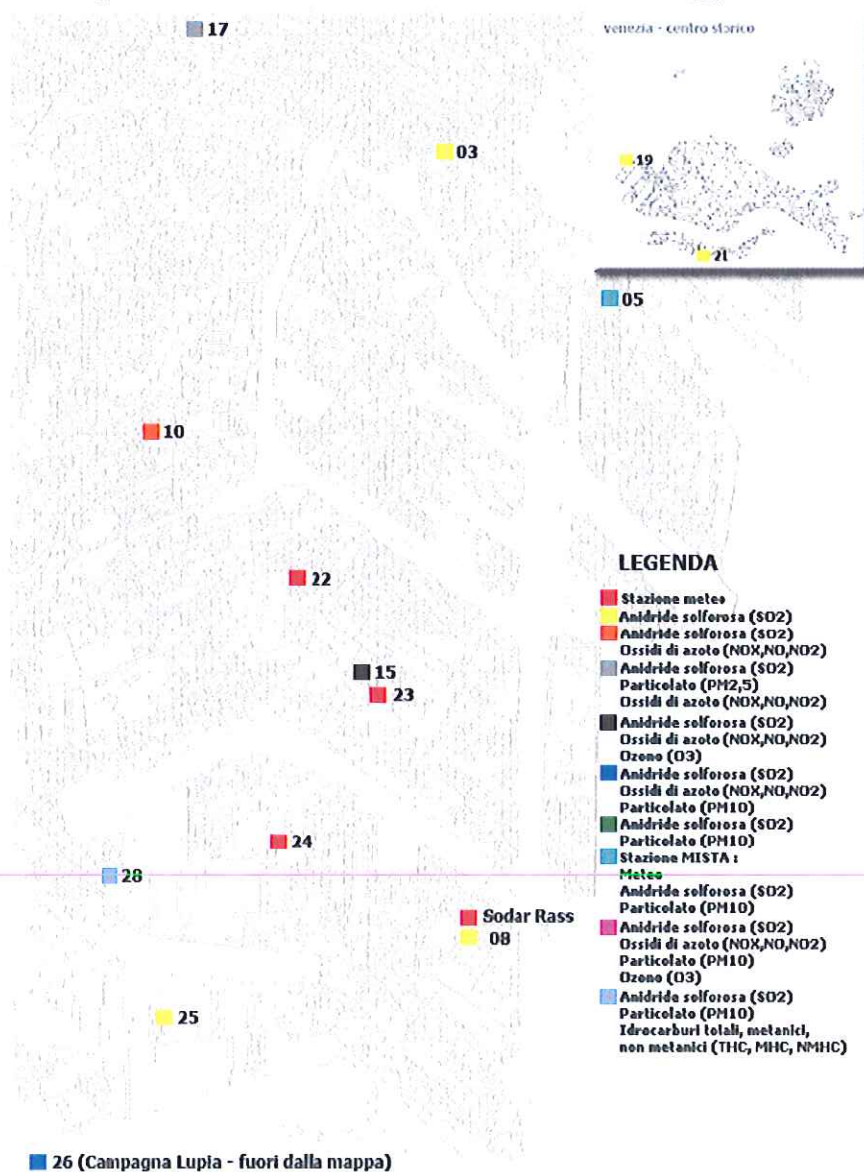 17
venezia - centro storico
03
19
21
05
10
22
15
23
24
28
Sodar Rass
08
25
LEGENDA
Stazione meteo
Anidride solforosa (SO2)
Anidride solforosa (SO2)
Ossidi di azoto (NOX,NO,NO2)
Anidride solforosa (SO2)
Particolato (PM2,5)
Ossidi di azoto (NOX,NO,NO2)
Anidride solforosa (SO2)
Ossidi di azoto (NOX,NO,NO2)
Ozono (O3)
Anidride solforosa (SO2)
Ossidi di azoto (NOX,NO,NO2)
Particolato (PM10)
Anidride solforosa (SO2)
Particolato (PM10)
Stazione MISTA :
Meteo
Anidride solforosa (SO2)
Particolato (PM10)
Anidride solforosa (SO2)
Ossidi di azoto (NOX,NO,NO2)
Particolato (PM10)
Ozono (O3)
Anidride solforosa (SO2)
Particolato (PM10)
Idrocarburi totali, metanici,
non metanici (THC, MHC, NMHC)
26 (Campagna Lupia - fuori dalla mappa)